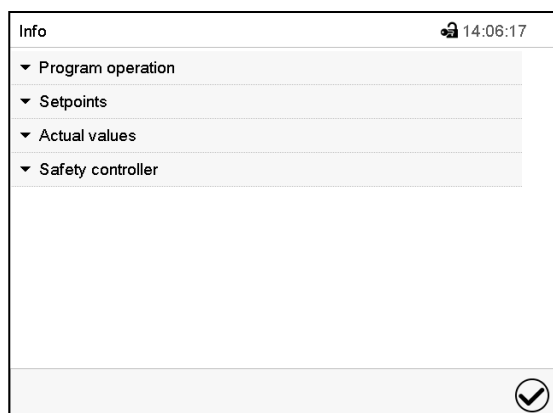 Info 14:06:17
Program operation
Setpoints
Actual values
Safety controller